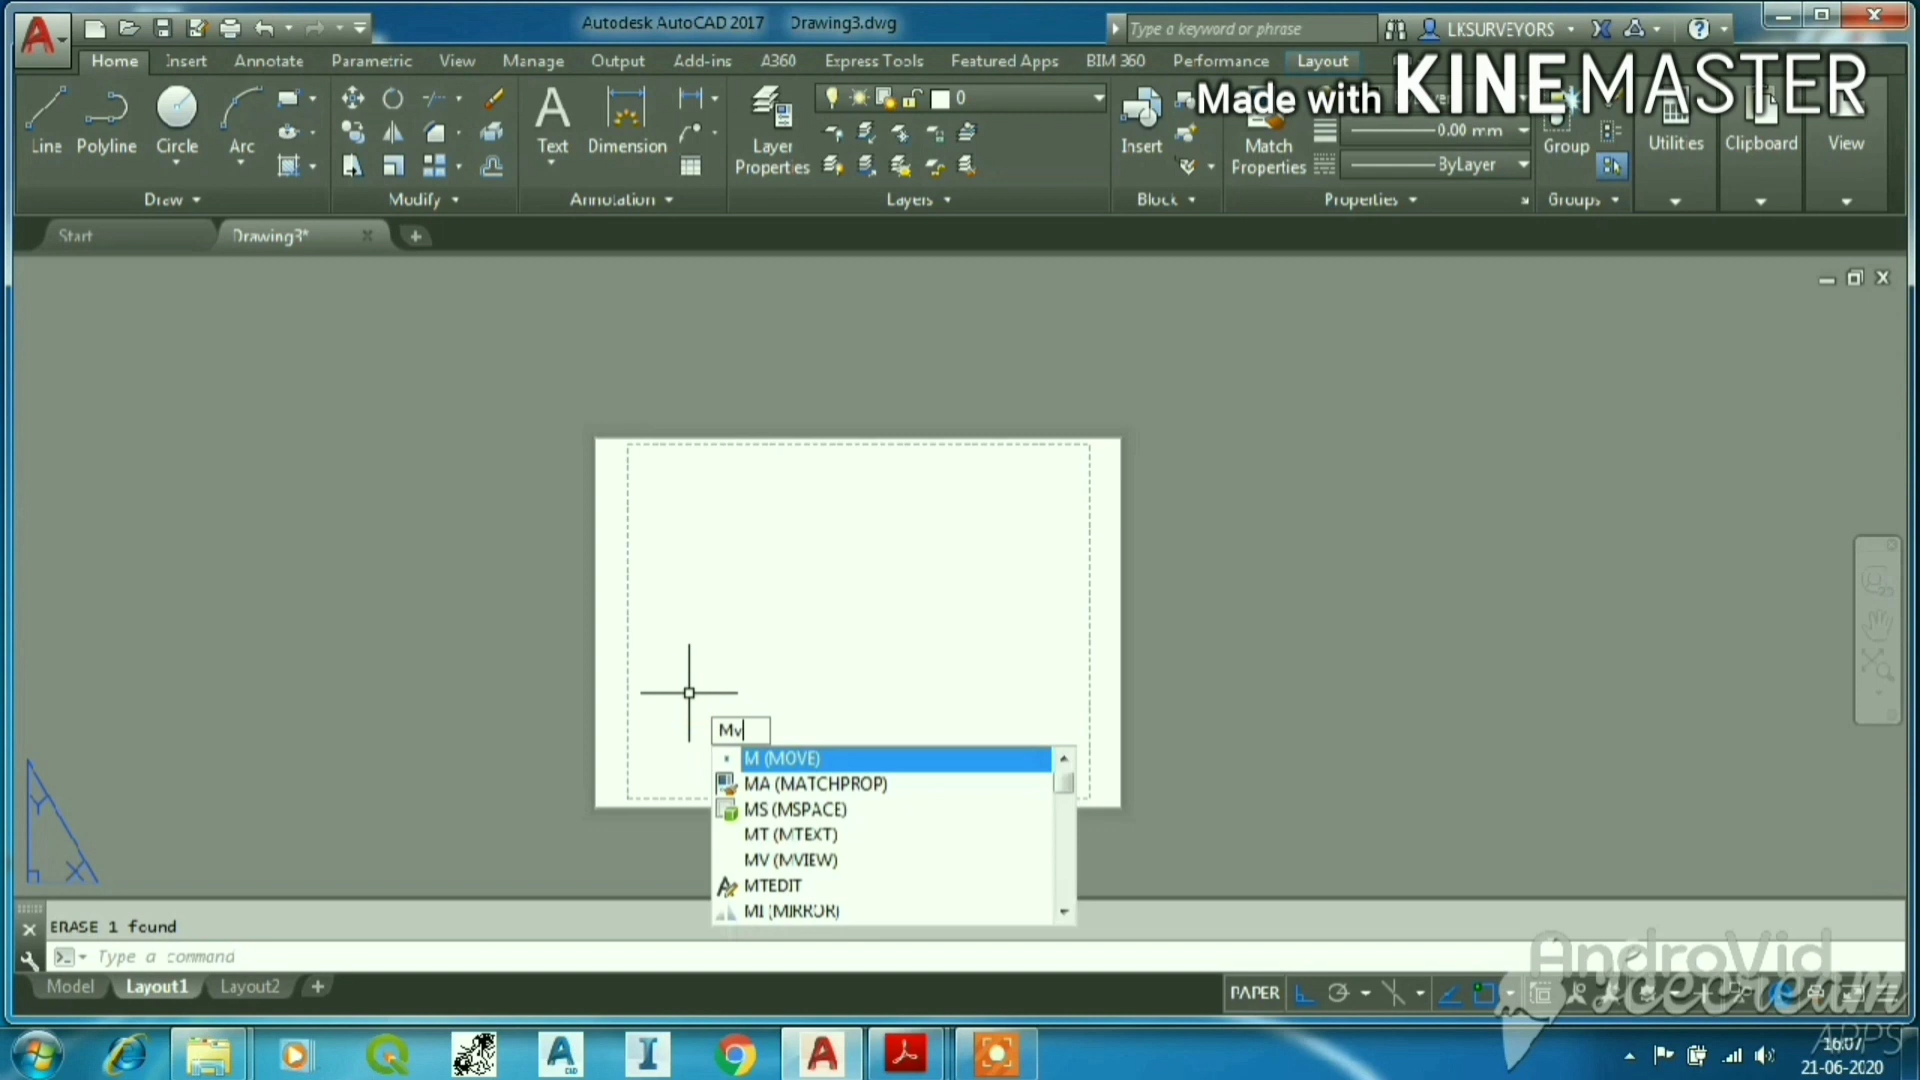 Autodesk AutoCAD 2017 Drawing3.dwg
Type a keyword or phrase
LKSURVEYORS
Home Insert Annotate Parametric View Manage Output Add-ins A360 Express Tools Featured Apps BIM 360 Performance Layout
Made with KINEMASTER
Line Polyline Circle Arc
Text Dimension
Layer Properties
0
Insert
Match Properties
0.00 mm
ByLayer
Group
Utilities
Clipboard
View
Draw Modify Annotation Layers Block Properties Groups
Start Drawing3*
Mv
M (MOVE)
MA (MATCHPROP)
MS (MSPACE)
MT (MTEXT)
MV (MVIEW)
MTEDIT
MI (MIRROR)
Y
X
ERASE 1 found
Type a command
Model Layout1 Layout2
PAPER
AndroVid
Icecream
APPS
16:07
21-06-2020